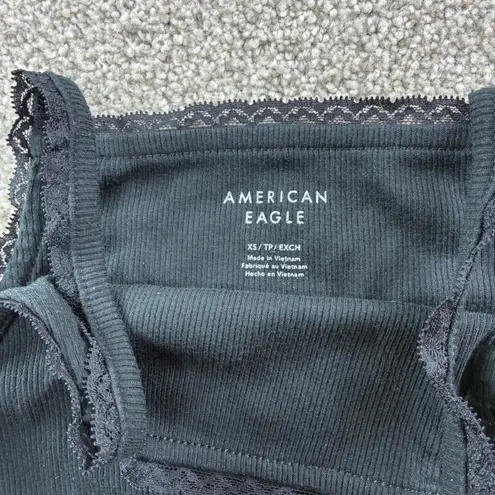 AMERICAN
EAGLE
XS/TP/EXCH
Made in Vietnam
Fabriqué au Vietnam
Hecho en Vietnam